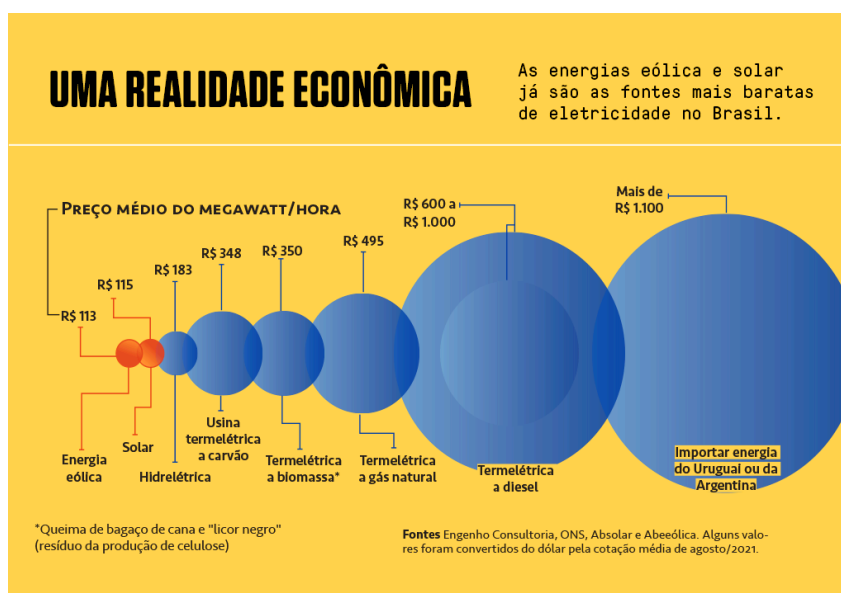 UMA REALIDADE ECONÔMICA
As energias eólica e solar
já são as fontes mais baratas
de eletricidade no Brasil.
PREÇO MÉDIO DO MEGAWATT/HORA
R$ 113
R$ 115
R$ 183
R$ 348
R$ 350
R$ 495
R$ 600 a
R$ 1.000
Mais de
R$ 1.100
Energia
eólica
Solar
Hidrelétrica
Usina
termelétrica
a carvão
Termelétrica
a biomassa*
Termelétrica
a gás natural
Termelétrica
a diesel
Importar energia
do Uruguai ou da
Argentina
*Queima de bagaço de cana e "licor negro"
(resíduo da produção de celulose)
Fontes Engenho Consultoria, ONS, Absolar e Abeeólica. Alguns valo-
res foram convertidos do dólar pela cotação média de agosto/2021.